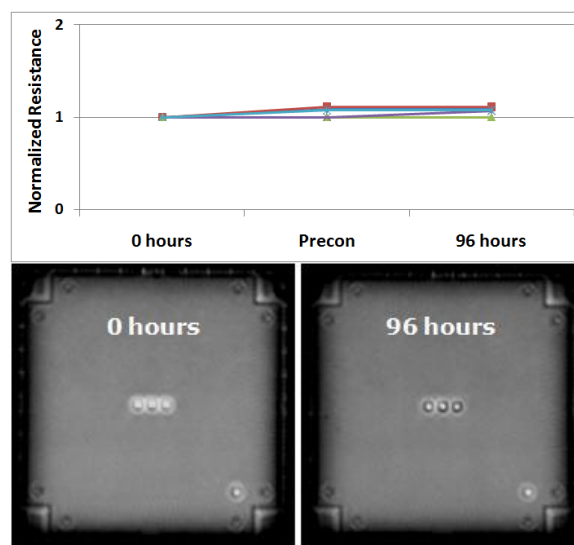 Normalized Resistance
2
1
0
0 hours
Precon
96 hours
0 hours
96 hours